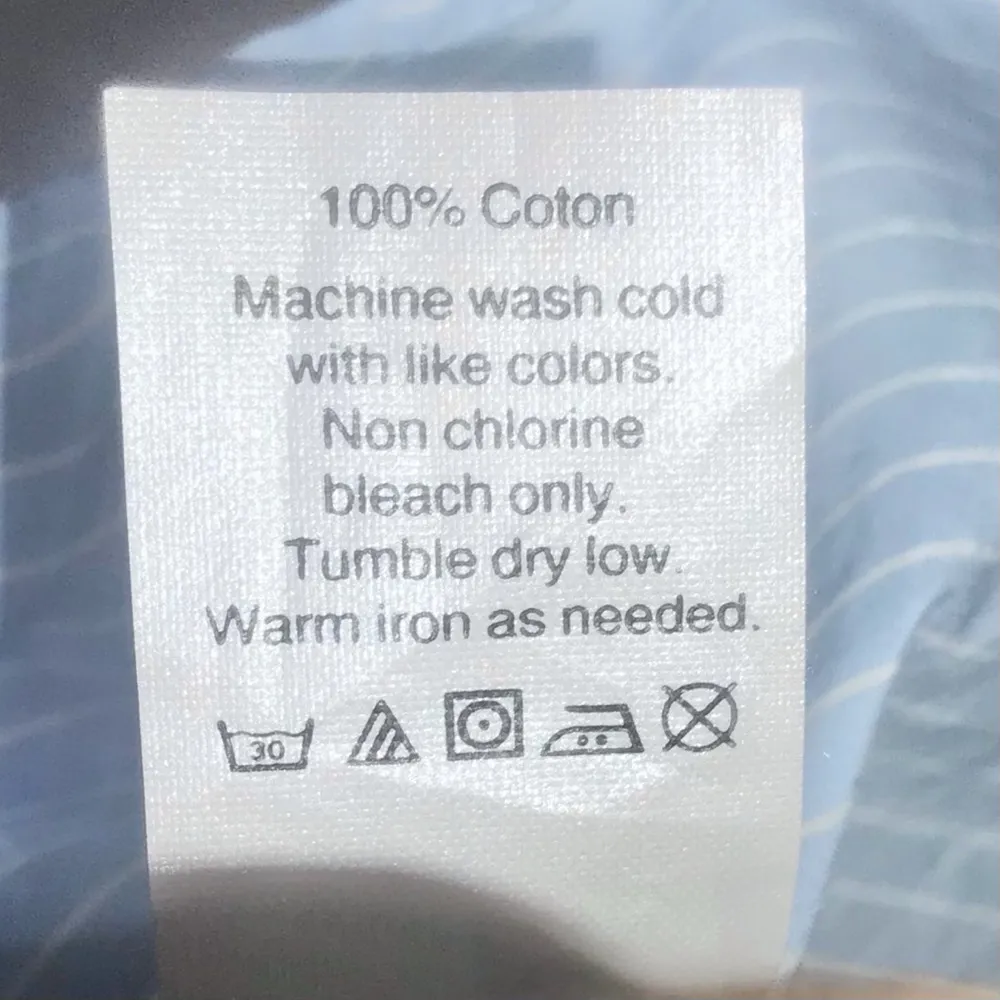 100% Coton
Machine wash cold
with like colors.
Non chlorine
bleach only.
Tumble dry low.
Warm iron as needed.
30